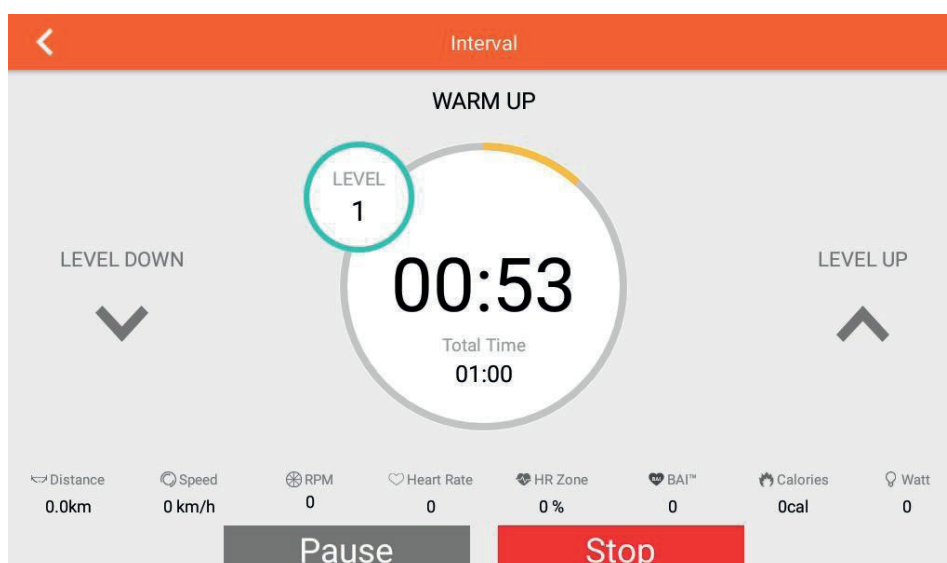 Interval
WARM UP
LEVEL
1
LEVEL DOWN
LEVEL UP
00:53
Total Time
01:00
Distance
0.0km
Speed
0 km/h
RPM
0
Heart Rate
0
HR Zone
0 %
BAI™
0
Calories
0cal
Watt
0
Pause
Stop